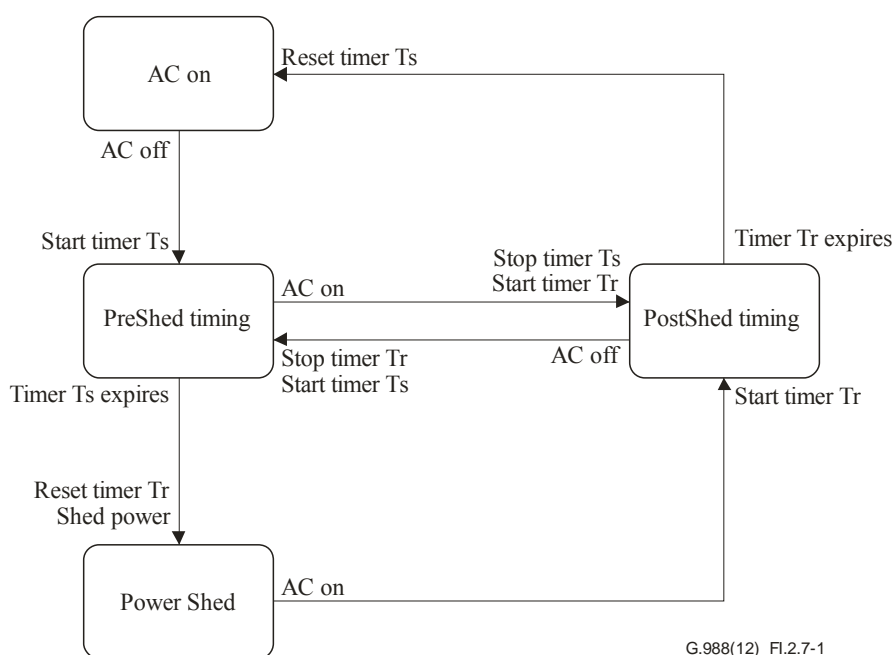 AC on
Reset timer Ts
AC off
Start timer Ts
Timer Tr expires
PreShed timing
AC on
Stop timer Ts
Start timer Tr
PostShed timing
Stop timer Tr
Start timer Ts
AC off
Timer Ts expires
Start timer Tr
Reset timer Tr
Shed power
Power Shed
AC on
G.988(12)_FI.2.7-1